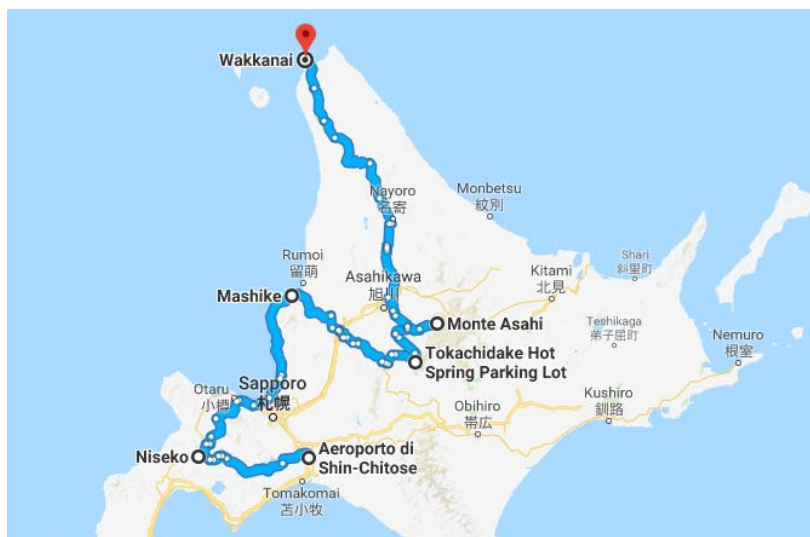 Wakkanai
Nayoro
名寄
Monbetsu
紋別
Rumoi
留萌
Asahikawa
旭川
Kitami
北見
Shari
斜里町
Mashike
Monte Asahi
Teshikaga
弟子屈町
Nemuro
根室
Tokachidake Hot
Spring Parking Lot
Otaru
小樽
Sapporo
札幌
Obihiro
帯広
Kushiro
釧路
Niseko
Aeroporto di
Shin-Chitose
Tomakomai
苫小牧